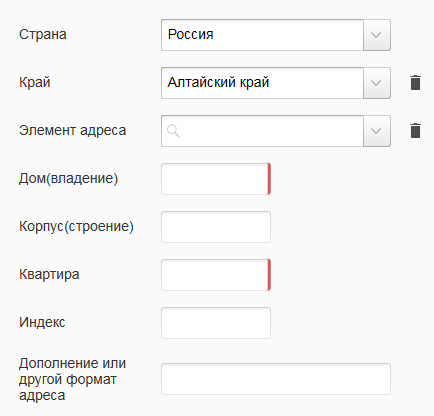 Страна
Россия
Край
Алтайский край
Элемент адреса
Дом(владение)
Корпус(строение)
Квартира
Индекс
Дополнение или
другой формат
адреса